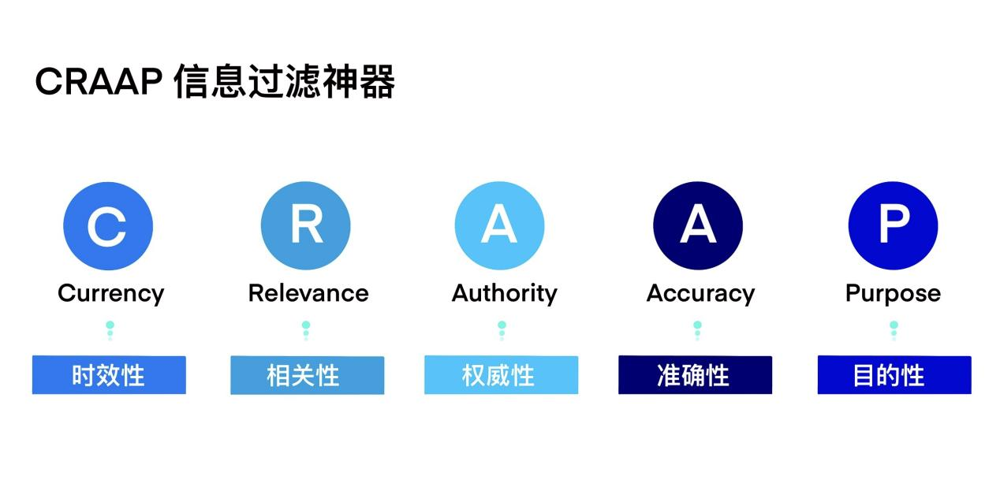 CRAAP 信息过滤神器
C
R
A
A
P
Currency
Relevance
Authority
Accuracy
Purpose
时效性
相关性
权威性
准确性
目的性